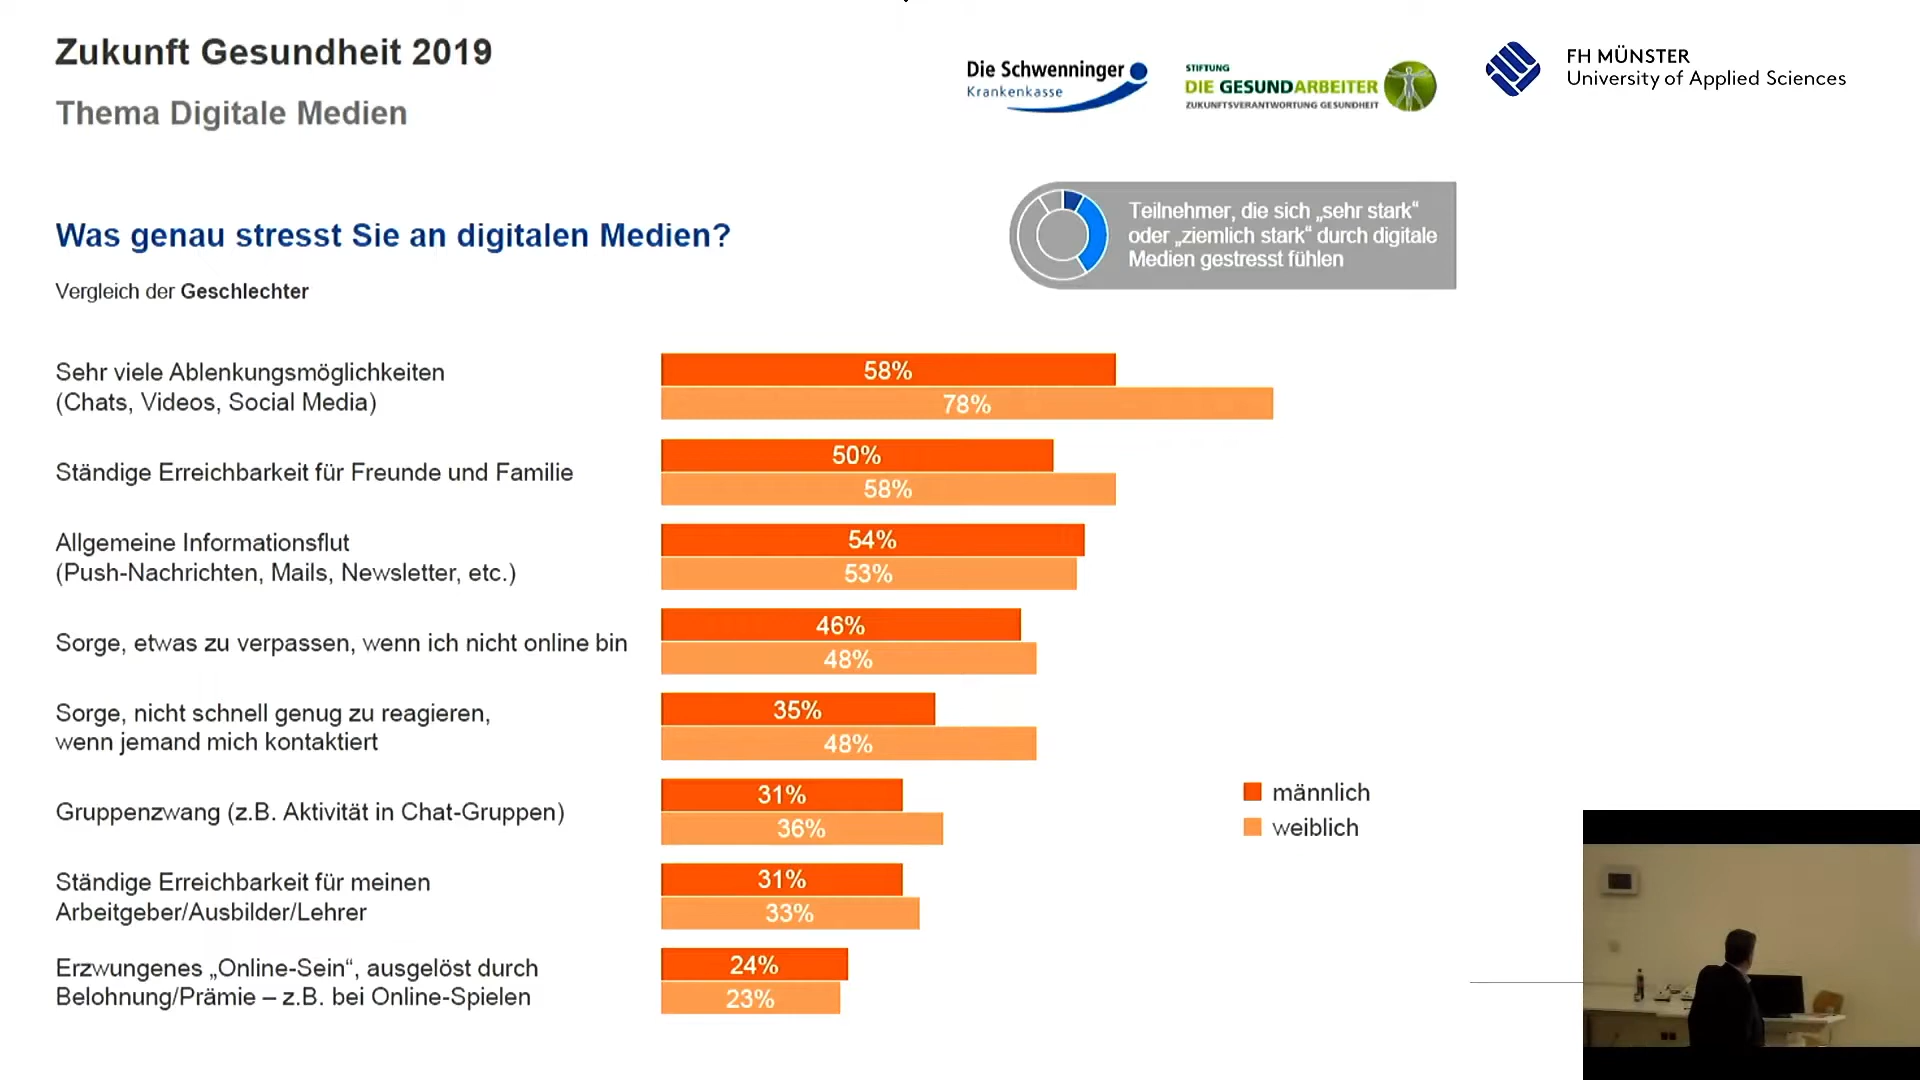 Zukunft Gesundheit 2019
Thema Digitale Medien
Die Schwenninger
Krankenkasse
STIFTUNG
DIE GESUNDARBEITER
ZUKUNFTSVERANTWORTUNG GESUNDHEIT
FH MÜNSTER
University of Applied Sciences
Was genau stresst Sie an digitalen Medien?
Vergleich der Geschlechter
Teilnehmer, die sich „sehr stark“
oder „ziemlich stark“ durch digitale
Medien gestresst fühlen
Sehr viele Ablenkungsmöglichkeiten
(Chats, Videos, Social Media)
58%
78%
Ständige Erreichbarkeit für Freunde und Familie
50%
58%
Allgemeine Informationsflut
(Push-Nachrichten, Mails, Newsletter, etc.)
54%
53%
Sorge, etwas zu verpassen, wenn ich nicht online bin
46%
48%
Sorge, nicht schnell genug zu reagieren,
wenn jemand mich kontaktiert
35%
48%
Gruppenzwang (z.B. Aktivität in Chat-Gruppen)
31%
36%
Ständige Erreichbarkeit für meinen
Arbeitgeber/Ausbilder/Lehrer
31%
33%
Erzwungenes „Online-Sein“, ausgelöst durch
Belohnung/Prämie – z.B. bei Online-Spielen
24%
23%
männlich
weiblich